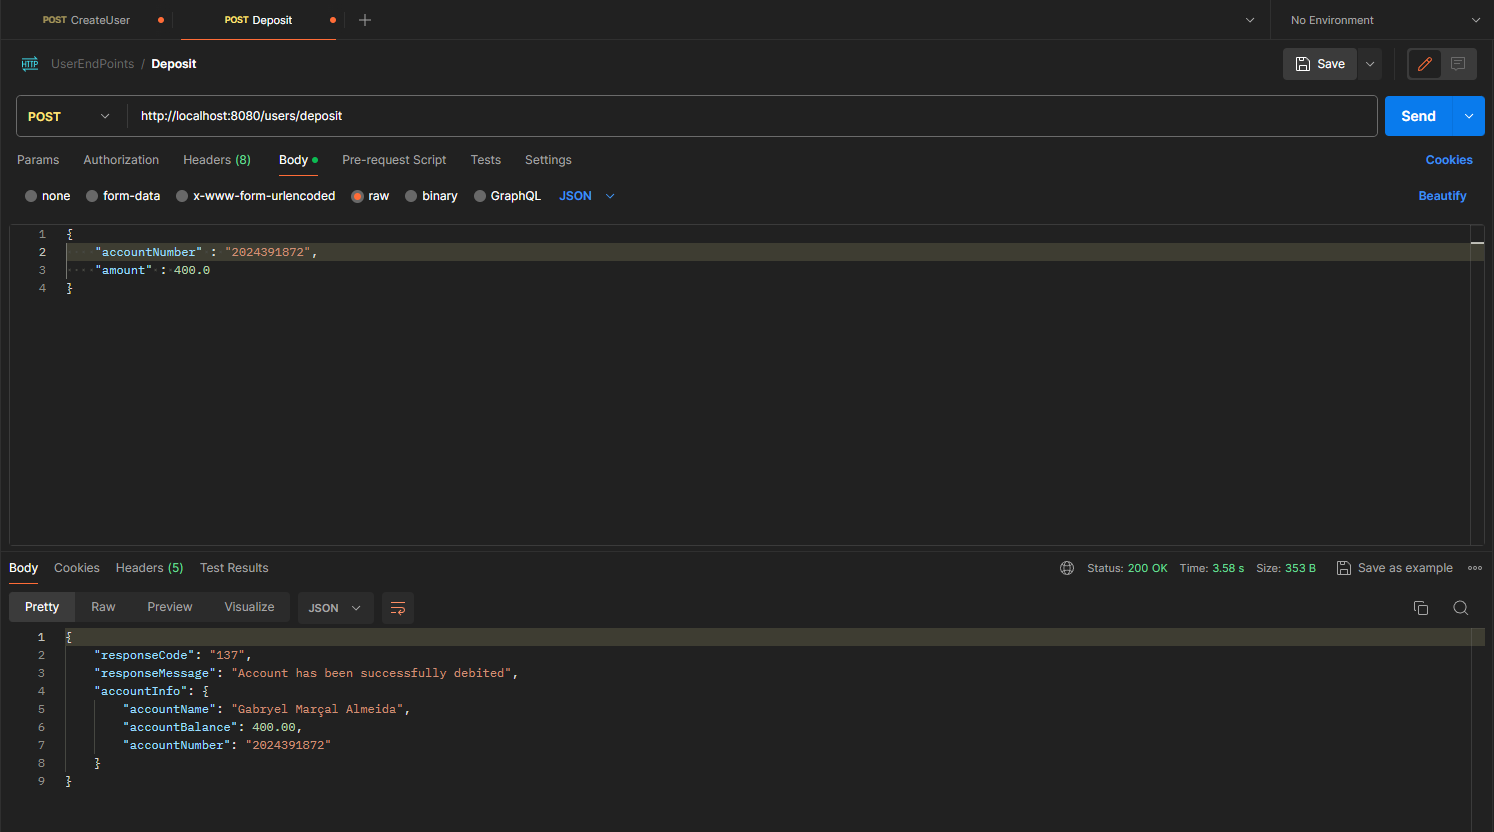 POST CreateUser
POST Deposit
No Environment
HTTP UserEndPoints / Deposit
Save
POST http://localhost:8080/users/deposit Send
Params Authorization Headers (8) Body Pre-request Script Tests Settings Cookies
none form-data x-www-form-urlencoded raw binary GraphQL JSON Beautify
1 {
2 "accountNumber" : "2024391872",
3 "amount" : 400.0
4 }
Body Cookies Headers (5) Test Results Status: 200 OK Time: 3.58 s Size: 353 B Save as example
Pretty Raw Preview Visualize JSON
1 {
2 "responseCode": "137",
3 "responseMessage": "Account has been successfully debited",
4 "accountInfo": {
5 "accountName": "Gabryel Marçal Almeida",
6 "accountBalance": 400.00,
7 "accountNumber": "2024391872"
8 }
9 }